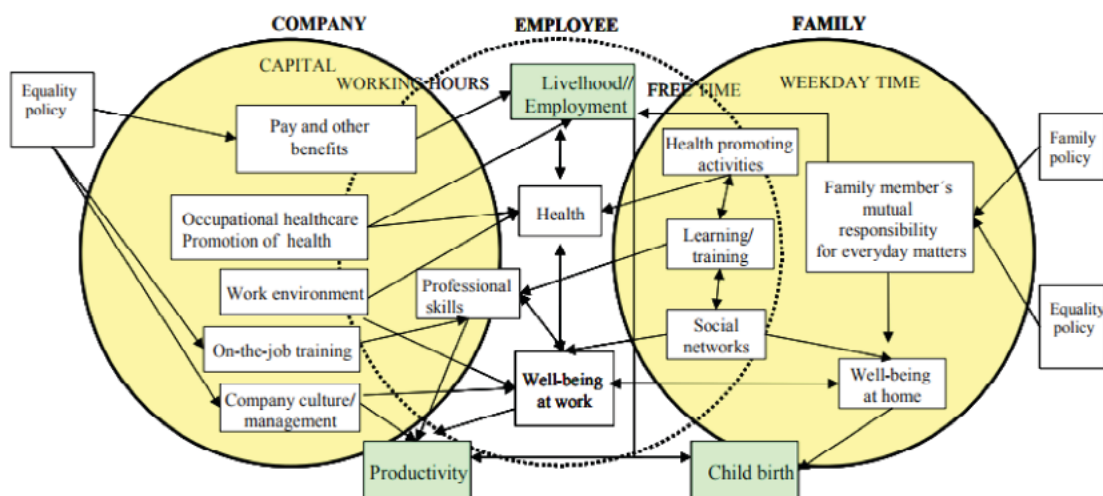 COMPANY
EMPLOYEE
FAMILY
CAPITAL
WORKING HOURS
FREE TIME
WEEKDAY TIME
Equality
policy
Pay and other
benefits
Livelhood//
Employment
Health promoting
activities
Family
policy
Occupational healthcare
Promotion of health
Health
Learning/
training
Family member´s
mutual
responsibility
for everyday matters
Work environment
Professional
skills
Equality
policy
On-the-job training
Social
networks
Company culture/
management
Well-being
at work
Well-being
at home
Productivity
Child birth